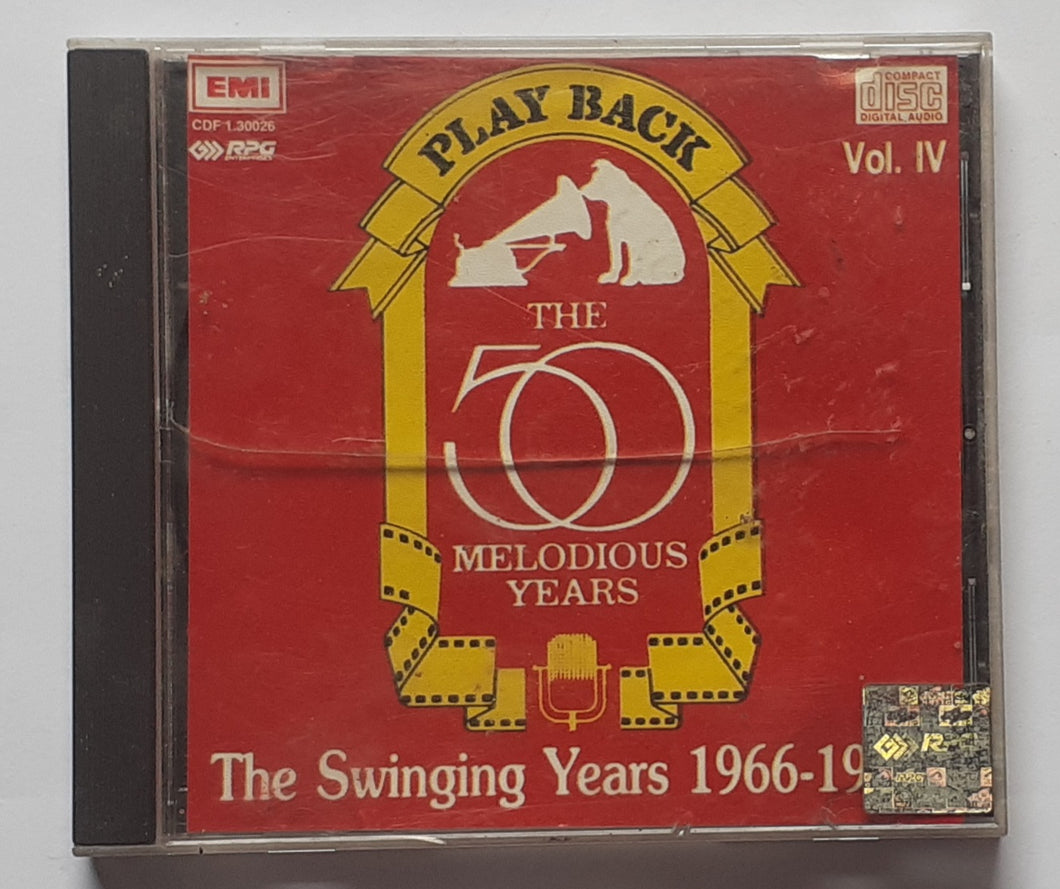 EMI
CDF 1.30026
RPG
ENTERPRISES
COMPACT
disc
DIGITAL AUDIO
Vol. IV
PLAY BACK
THE
50
MELODIOUS
YEARS
The Swinging Years 1966-19